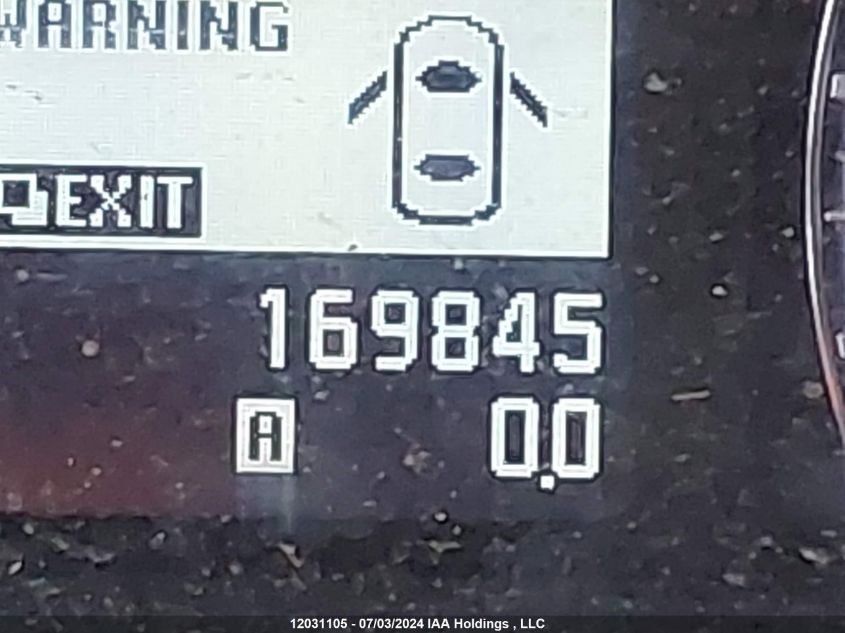 WARNING
EXIT
169845
A 0.0
12031105 - 07/03/2024 IAA Holdings , LLC